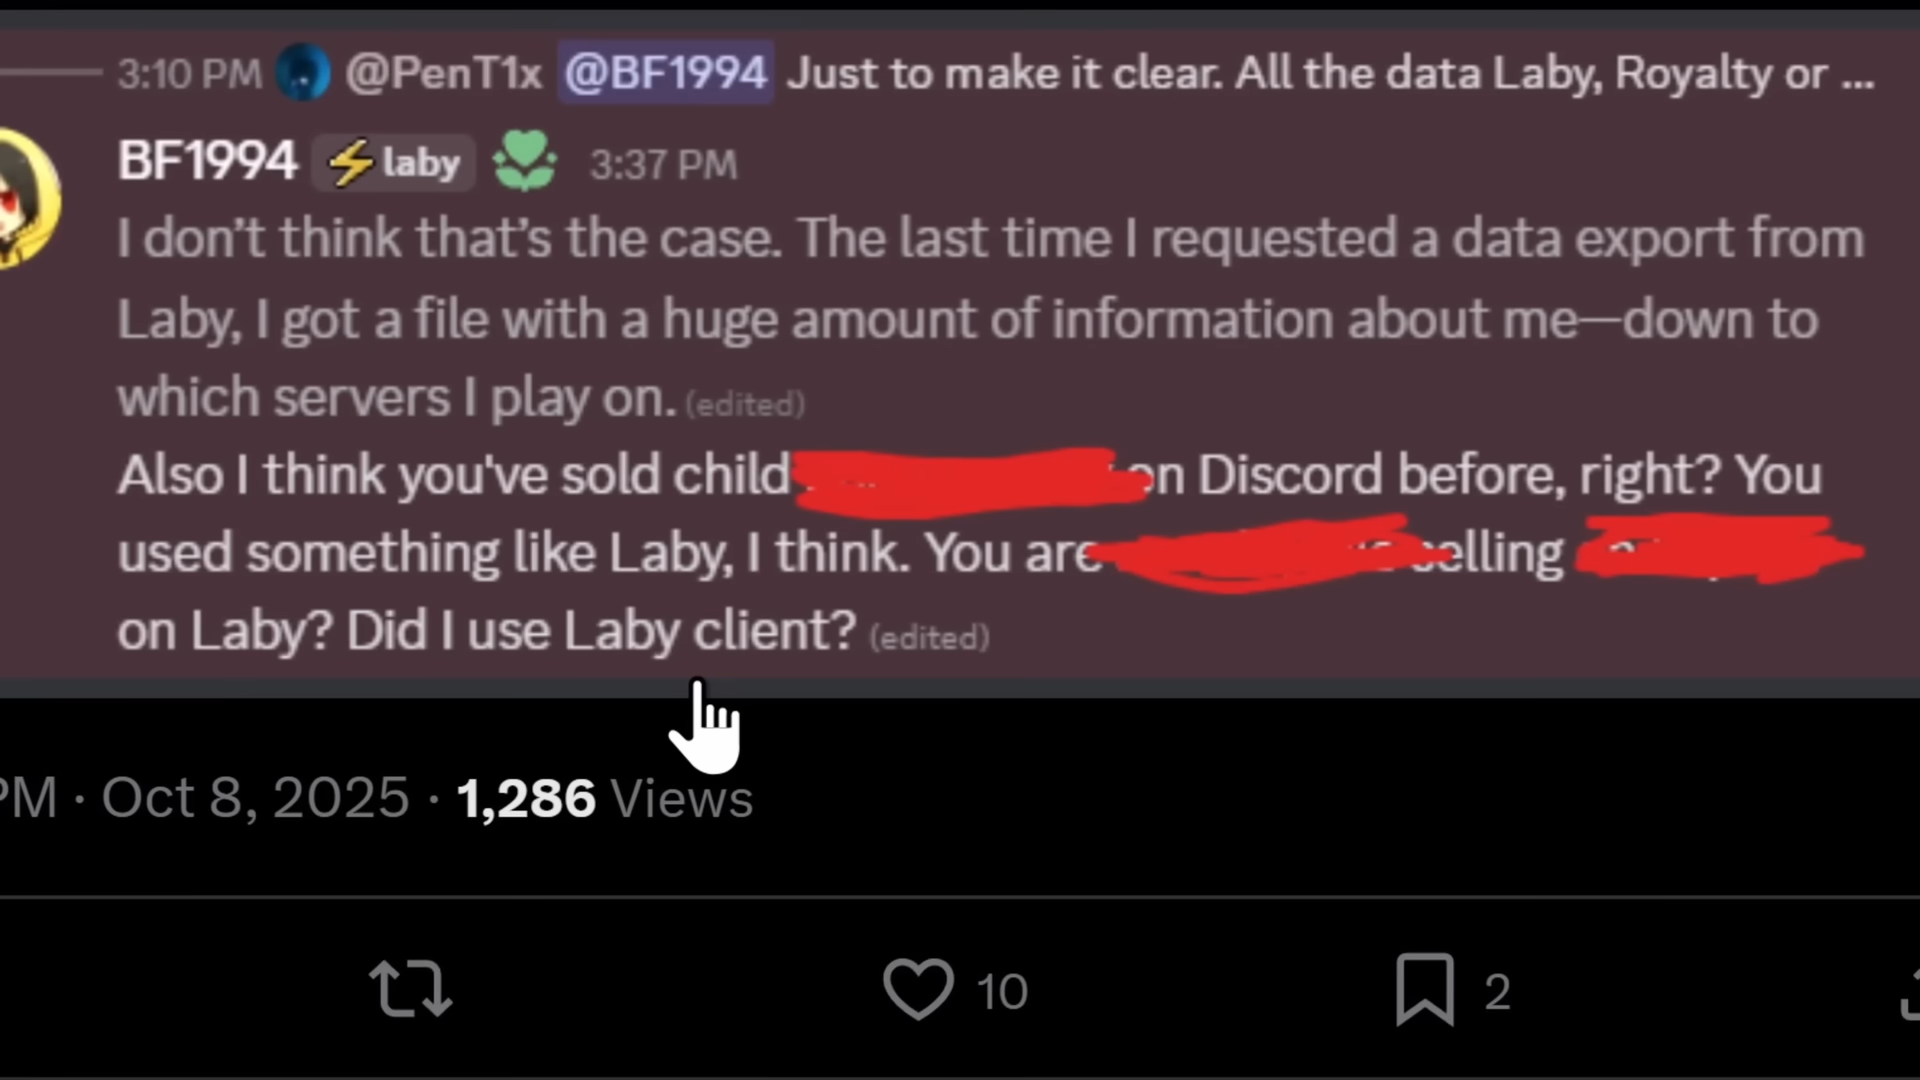 3:10 PM @PenT1x @BF1994 Just to make it clear. All the data Laby, Royalty or ...
BF1994 laby 3:37 PM
I don't think that's the case. The last time I requested a data export from
Laby, I got a file with a huge amount of information about me—down to
which servers I play on. (edited)
Also I think you've sold child on Discord before, right? You
used something like Laby, I think. You are selling
on Laby? Did I use Laby client? (edited)
PM · Oct 8, 2025 · 1,286 Views
10 2